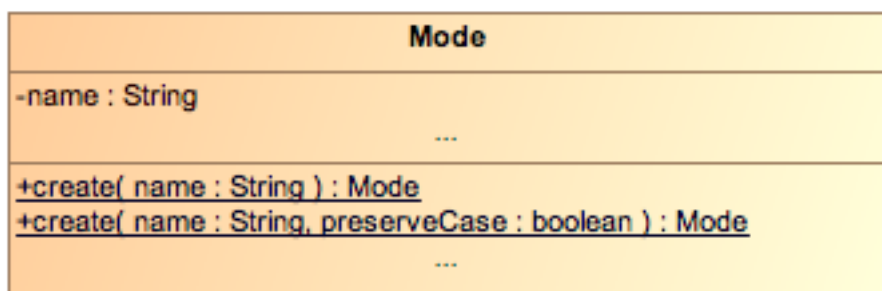 Mode
-name : String
...
+create( name : String ) : Mode
+create( name : String, preserveCase : boolean ) : Mode
...